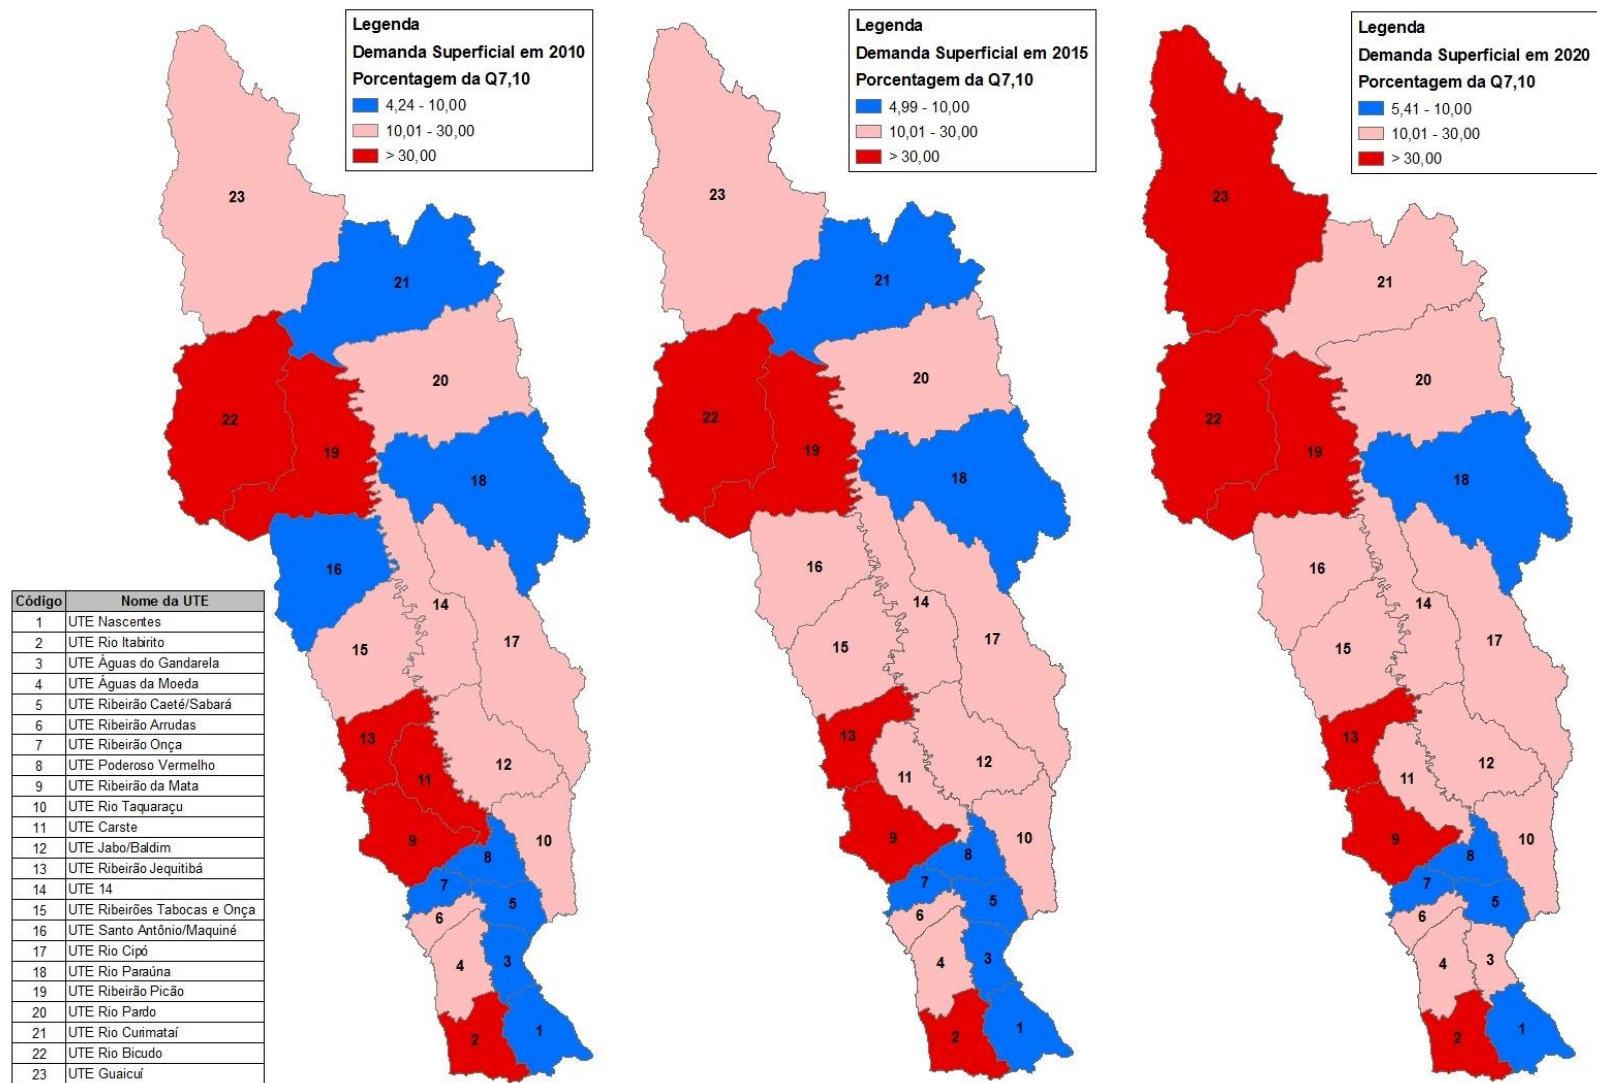 Legenda
Demanda Superficial em 2010
Porcentagem da Q7,10
4,24 - 10,00
10,01 - 30,00
> 30,00
23
21
20
22
19
18
16
14
17
15
13
12
11
10
9
8
7
5
6
3
4
1
2
Legenda
Demanda Superficial em 2015
Porcentagem da Q7,10
4,99 - 10,00
10,01 - 30,00
> 30,00
23
21
20
22
19
18
16
14
17
15
13
12
11
10
9
8
7
5
6
3
4
1
2
Legenda
Demanda Superficial em 2020
Porcentagem da Q7,10
5,41 - 10,00
10,01 - 30,00
> 30,00
23
21
20
22
19
18
16
14
17
15
13
12
11
10
9
8
7
5
6
3
4
1
2
Código Nome da UTE
1 UTE Nascentes
2 UTE Rio Itabirito
3 UTE Águas do Gandarela
4 UTE Águas da Moeda
5 UTE Ribeirão Caeté/Sabará
6 UTE Ribeirão Arrudas
7 UTE Ribeirão Onça
8 UTE Poderoso Vermelho
9 UTE Ribeirão da Mata
10 UTE Rio Taquaraçu
11 UTE Carste
12 UTE Jabo/Baldim
13 UTE Ribeirão Jequitibá
14 UTE 14
15 UTE Ribeirões Tabocas e Onça
16 UTE Santo Antônio/Maquiné
17 UTE Rio Cipó
18 UTE Rio Paraúna
19 UTE Ribeirão Picão
20 UTE Rio Pardo
21 UTE Rio Curimataí
22 UTE Rio Bicudo
23 UTE Guaicuí